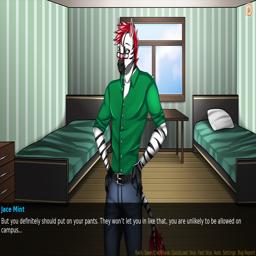 Jace Mint
But you definitely should put on your pants. They won't let you in like that, you are unlikely to be allowed on
campus...